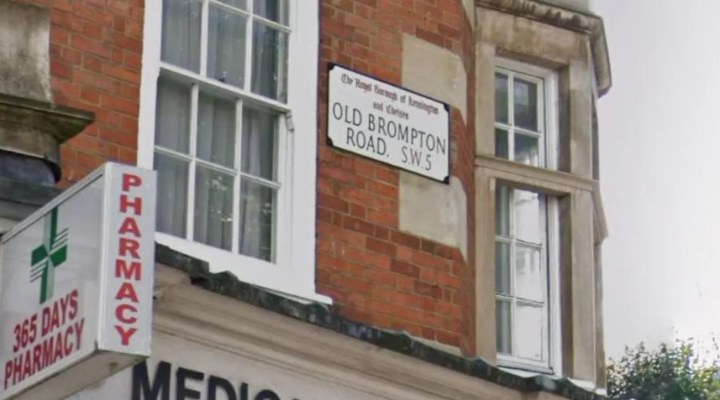 The Royal Borough of Kensington
and Chelsea
OLD BROMPTON
ROAD. S.W.5
PHARMACY
365 DAYS
PHARMACY